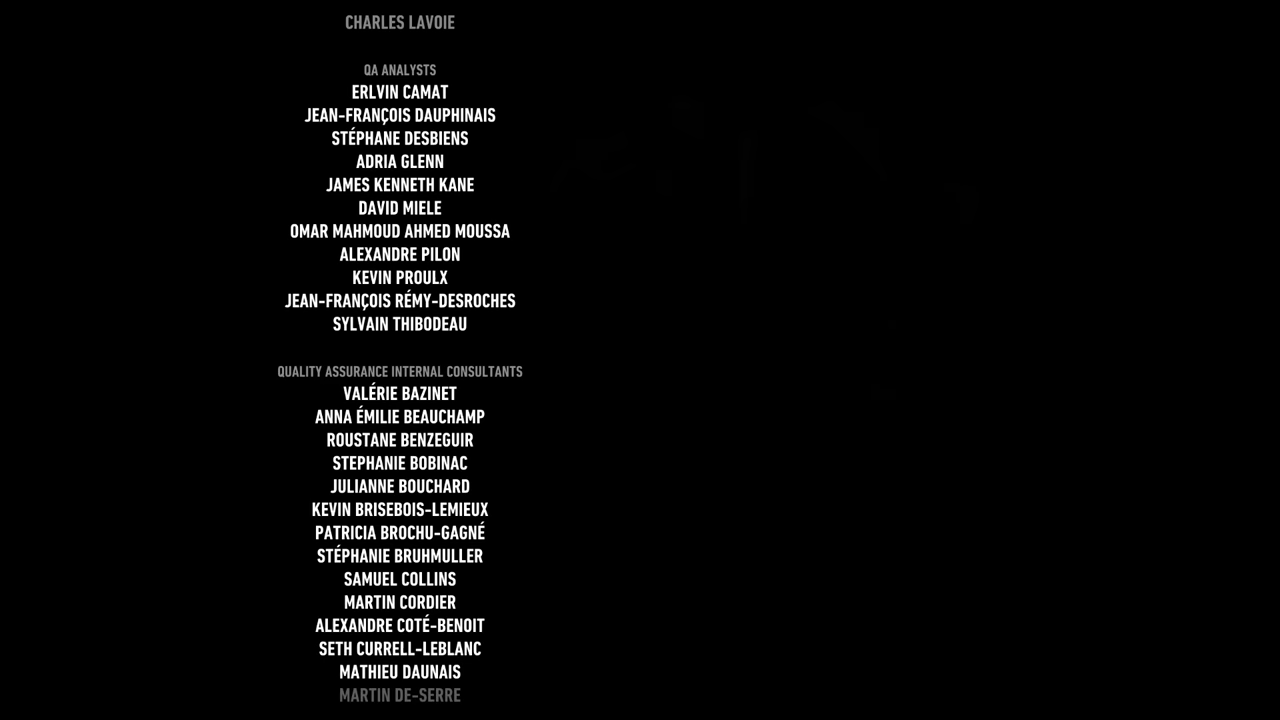 CHARLES LAVOIE
QA ANALYSTS
ERLVIN CAMAT
JEAN-FRANÇOIS DAUPHINAIS
STÉPHANE DESBIENS
ADRIA GLENN
JAMES KENNETH KANE
DAVID MIELE
OMAR MAHMOUD AHMED MOUSSA
ALEXANDRE PILON
KEVIN PROULX
JEAN-FRANÇOIS RÉMY-DESROCHES
SYLVAIN THIBODEAU
QUALITY ASSURANCE INTERNAL CONSULTANTS
VALÉRIE BAZINET
ANNA ÉMILIE BEAUCHAMP
ROUSTANE BENZEGUIR
STEPHANIE BOBINAC
JULIANNE BOUCHARD
KEVIN BRISEBOIS-LEMIEUX
PATRICIA BROCHU-GAGNÉ
STÉPHANIE BRUHMULLER
SAMUEL COLLINS
MARTIN CORDIER
ALEXANDRE COTÉ-BENOIT
SETH CURRELL-LEBLANC
MATHIEU DAUNAIS
MARTIN DE-SERRE